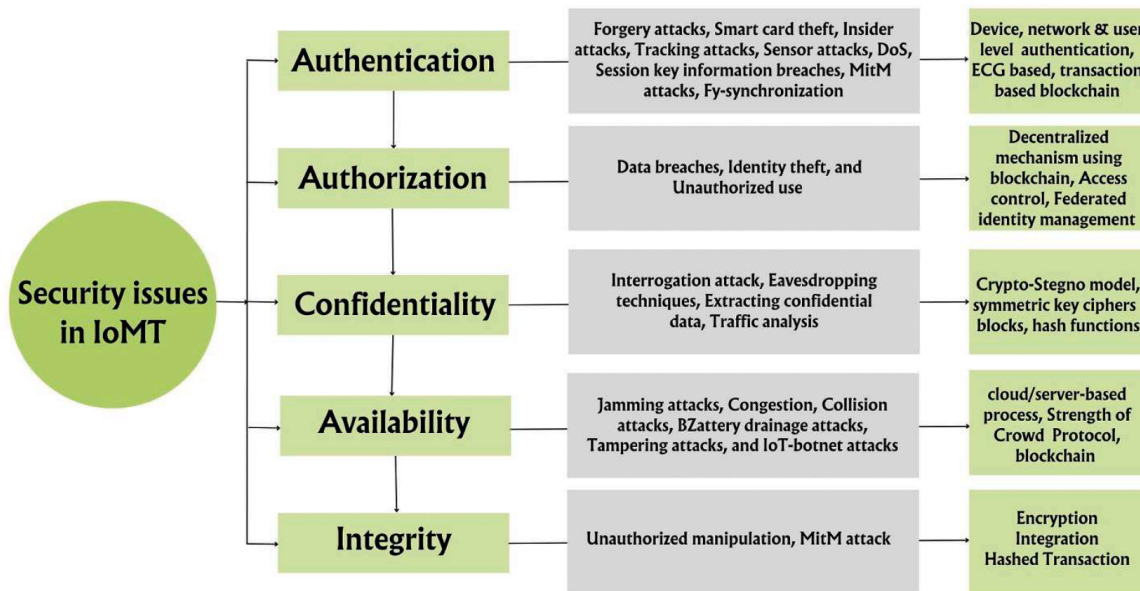 Security issues
in IoMT
Authentication
Forgery attacks, Smart card theft, Insider
attacks, Tracking attacks, Sensor attacks, DoS,
Session key information breaches, MitM
attacks, Fy-synchronization
Device, network & user
level authentication,
ECG based, transaction
based blockchain
Authorization
Data breaches, Identity theft, and
Unauthorized use
Decentralized
mechanism using
blockchain, Access
control, Federated
identity management
Confidentiality
Interrogation attack, Eavesdropping
techniques, Extracting confidential
data, Traffic analysis
Crypto-Stegno model,
symmetric key ciphers
blocks, hash functions
Availability
Jamming attacks, Congestion, Collision
attacks, BZattery drainage attacks,
Tampering attacks, and IoT-botnet attacks
cloud/server-based
process, Strength of
Crowd Protocol,
blockchain
Integrity
Unauthorized manipulation, MitM attack
Encryption
Integration
Hashed Transaction